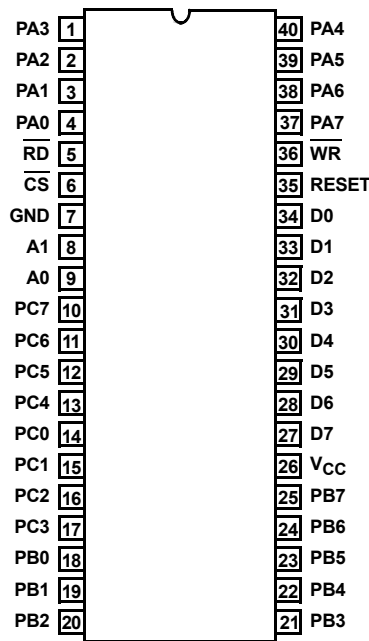 PA3 1 40 PA4
PA2 2 39 PA5
PA1 3 38 PA6
PA0 4 37 PA7
RD 5 36 WR
CS 6 35 RESET
GND 7 34 D0
A1 8 33 D1
A0 9 32 D2
PC7 10 31 D3
PC6 11 30 D4
PC5 12 29 D5
PC4 13 28 D6
PC0 14 27 D7
PC1 15 26 VCC
PC2 16 25 PB7
PC3 17 24 PB6
PB0 18 23 PB5
PB1 19 22 PB4
PB2 20 21 PB3